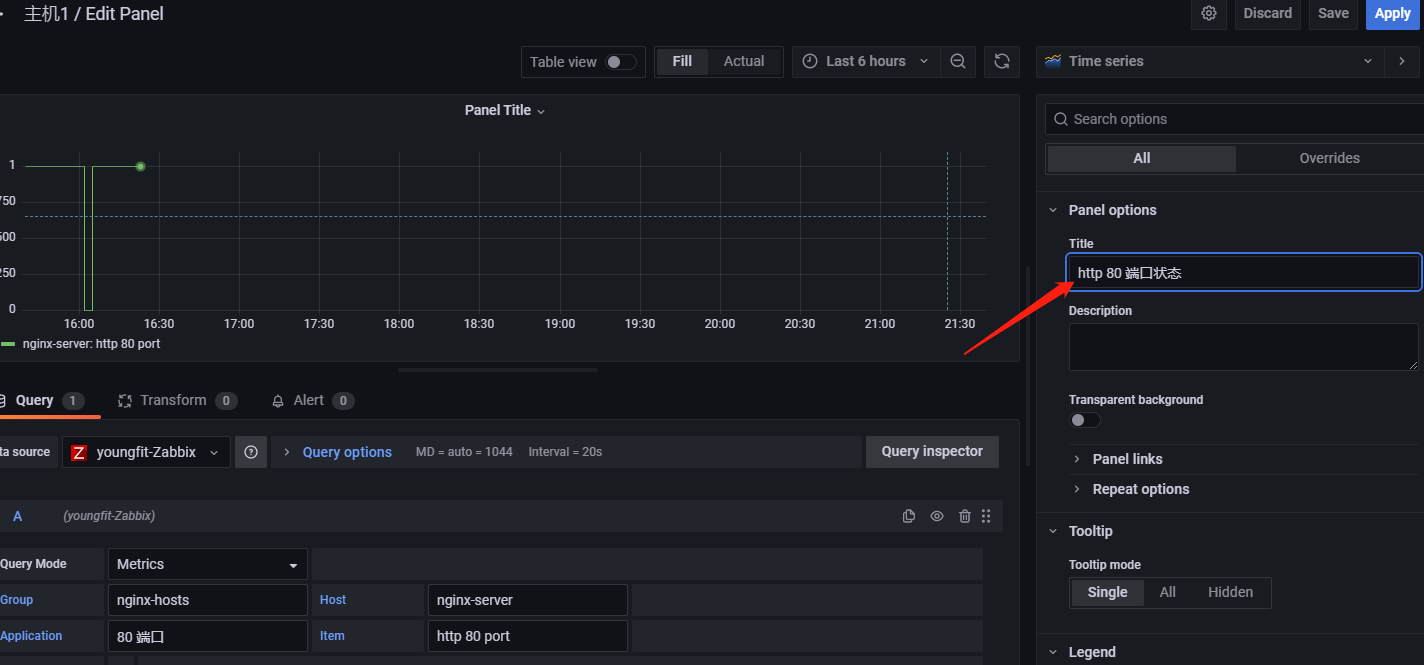 主机1 / Edit Panel
Discard Save Apply
Table view Fill Actual Last 6 hours Time series
Panel Title
Search options
All Overrides
1
750
500
250
0
16:00 16:30 17:00 17:30 18:00 18:30 19:00 19:30 20:00 20:30 21:00 21:30
nginx-server: http 80 port
Panel options
Title
http 80 端口状态
Description
Query 1 Transform 0 Alert 0
Transparent background
ta source Z youngfit-Zabbix Query options MD = auto = 1044 Interval = 20s Query inspector
Panel links
Repeat options
A (youngfit-Zabbix)
Tooltip
Query Mode Metrics
Tooltip mode
Single All Hidden
Group nginx-hosts Host nginx-server
Application 80 端口 Item http 80 port
Legend